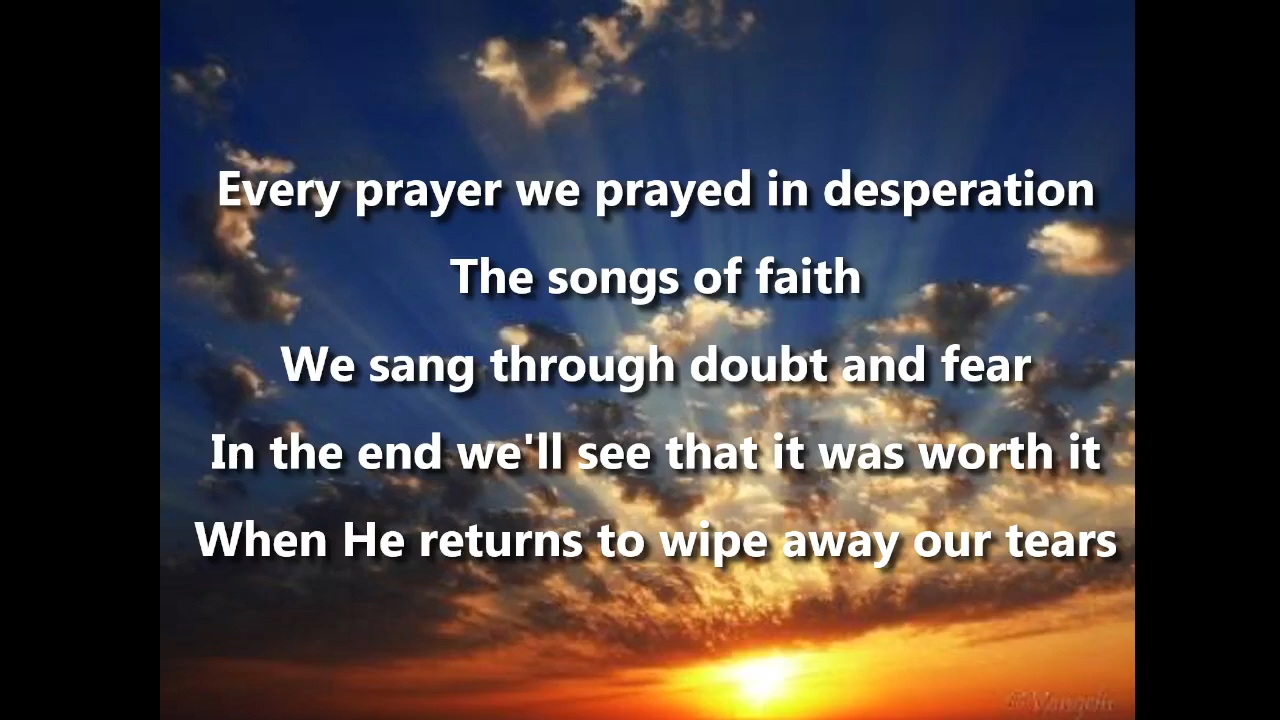 Every prayer we prayed in desperation
The songs of faith
We sang through doubt and fear
In the end we'll see that it was worth it
When He returns to wipe away our tears